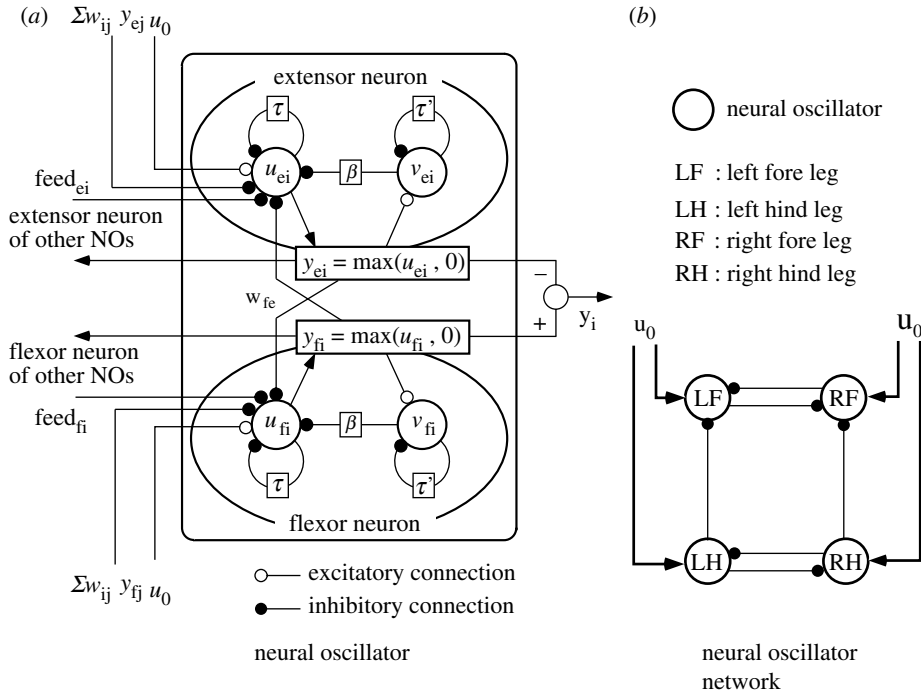 (a)
Σw_ij y_ej u_0
extensor neuron
τ
τ'
u_ei
β
v_ei
feed_ei
extensor neuron
of other NOs
y_ei = max(u_ei , 0)
w_fe
−
+
y_i
y_fi = max(u_fi , 0)
flexor neuron
of other NOs
feed_fi
u_fi
β
v_fi
τ
τ'
flexor neuron
Σw_ij y_fj u_0
excitatory connection
inhibitory connection
neural oscillator
(b)
neural oscillator
LF : left fore leg
LH : left hind leg
RF : right fore leg
RH : right hind leg
u_0
u_0
LF
RF
LH
RH
neural oscillator
network